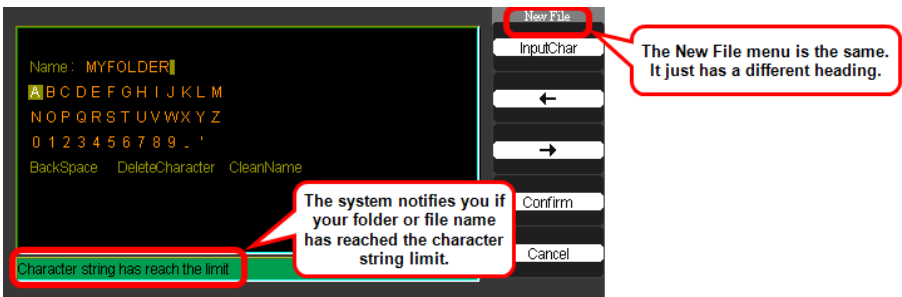 New File
InputChar
The New File menu is the same.
It just has a different heading.
Name: MYFOLDER
A B C D E F G H I J K L M
←
N O P Q R S T U V W X Y Z
0 1 2 3 4 5 6 7 8 9 _ '
→
BackSpace DeleteCharacter CleanName
The system notifies you if
your folder or file name
has reached the character
string limit.
Confirm
Cancel
Character string has reach the limit